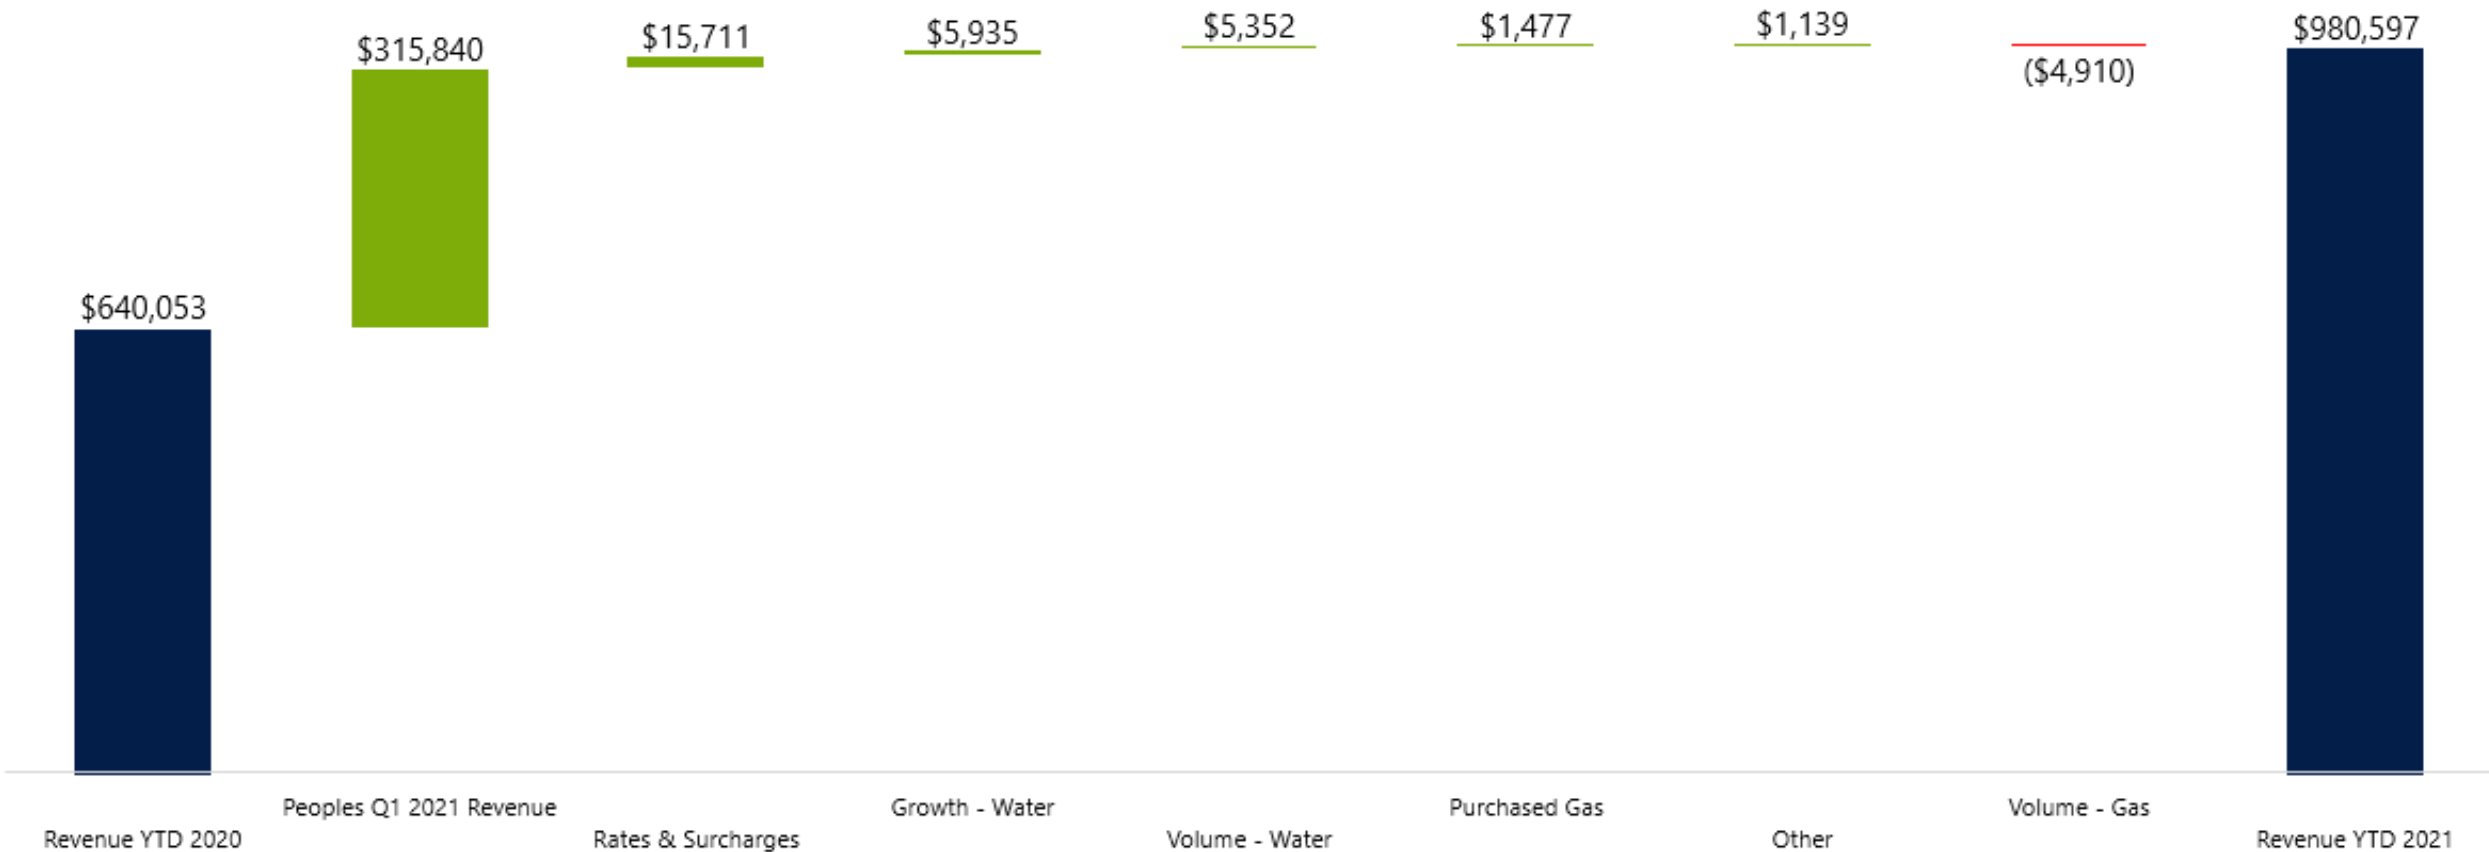 $640,053
$315,840
$15,711
$5,935
$5,352
$1,477
$1,139
($4,910)
$980,597
Revenue YTD 2020
Peoples Q1 2021 Revenue
Rates & Surcharges
Growth - Water
Volume - Water
Purchased Gas
Other
Volume - Gas
Revenue YTD 2021